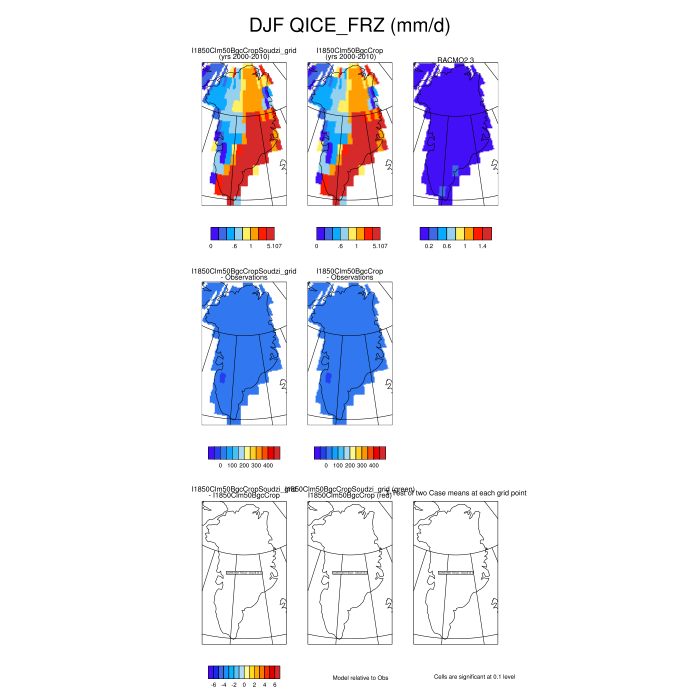 DJF QICE_FRZ (mm/d)
I1850Clm50BgcCropSoudzi_grid
(yrs 2000-2010)
I1850Clm50BgcCrop
(yrs 2000-2010)
RACMO2.3
0 .6 1 5.107
0 .6 1 5.107
0.2 0.6 1 1.4
I1850Clm50BgcCropSoudzi_grid
- Observations
I1850Clm50BgcCrop
- Observations
0 100 200 300 400
0 100 200 300 400
I1850Clm50BgcCropSoudzi_grid
- I1850Clm50BgcCrop
I1850Clm50BgcCropSoudzi_grid (green)
I1850Clm50BgcCrop (red)
Test of two Case means at each grid point
-6 -4 -2 0 2 4 6
Model relative to Obs
Cells are significant at 0.1 level